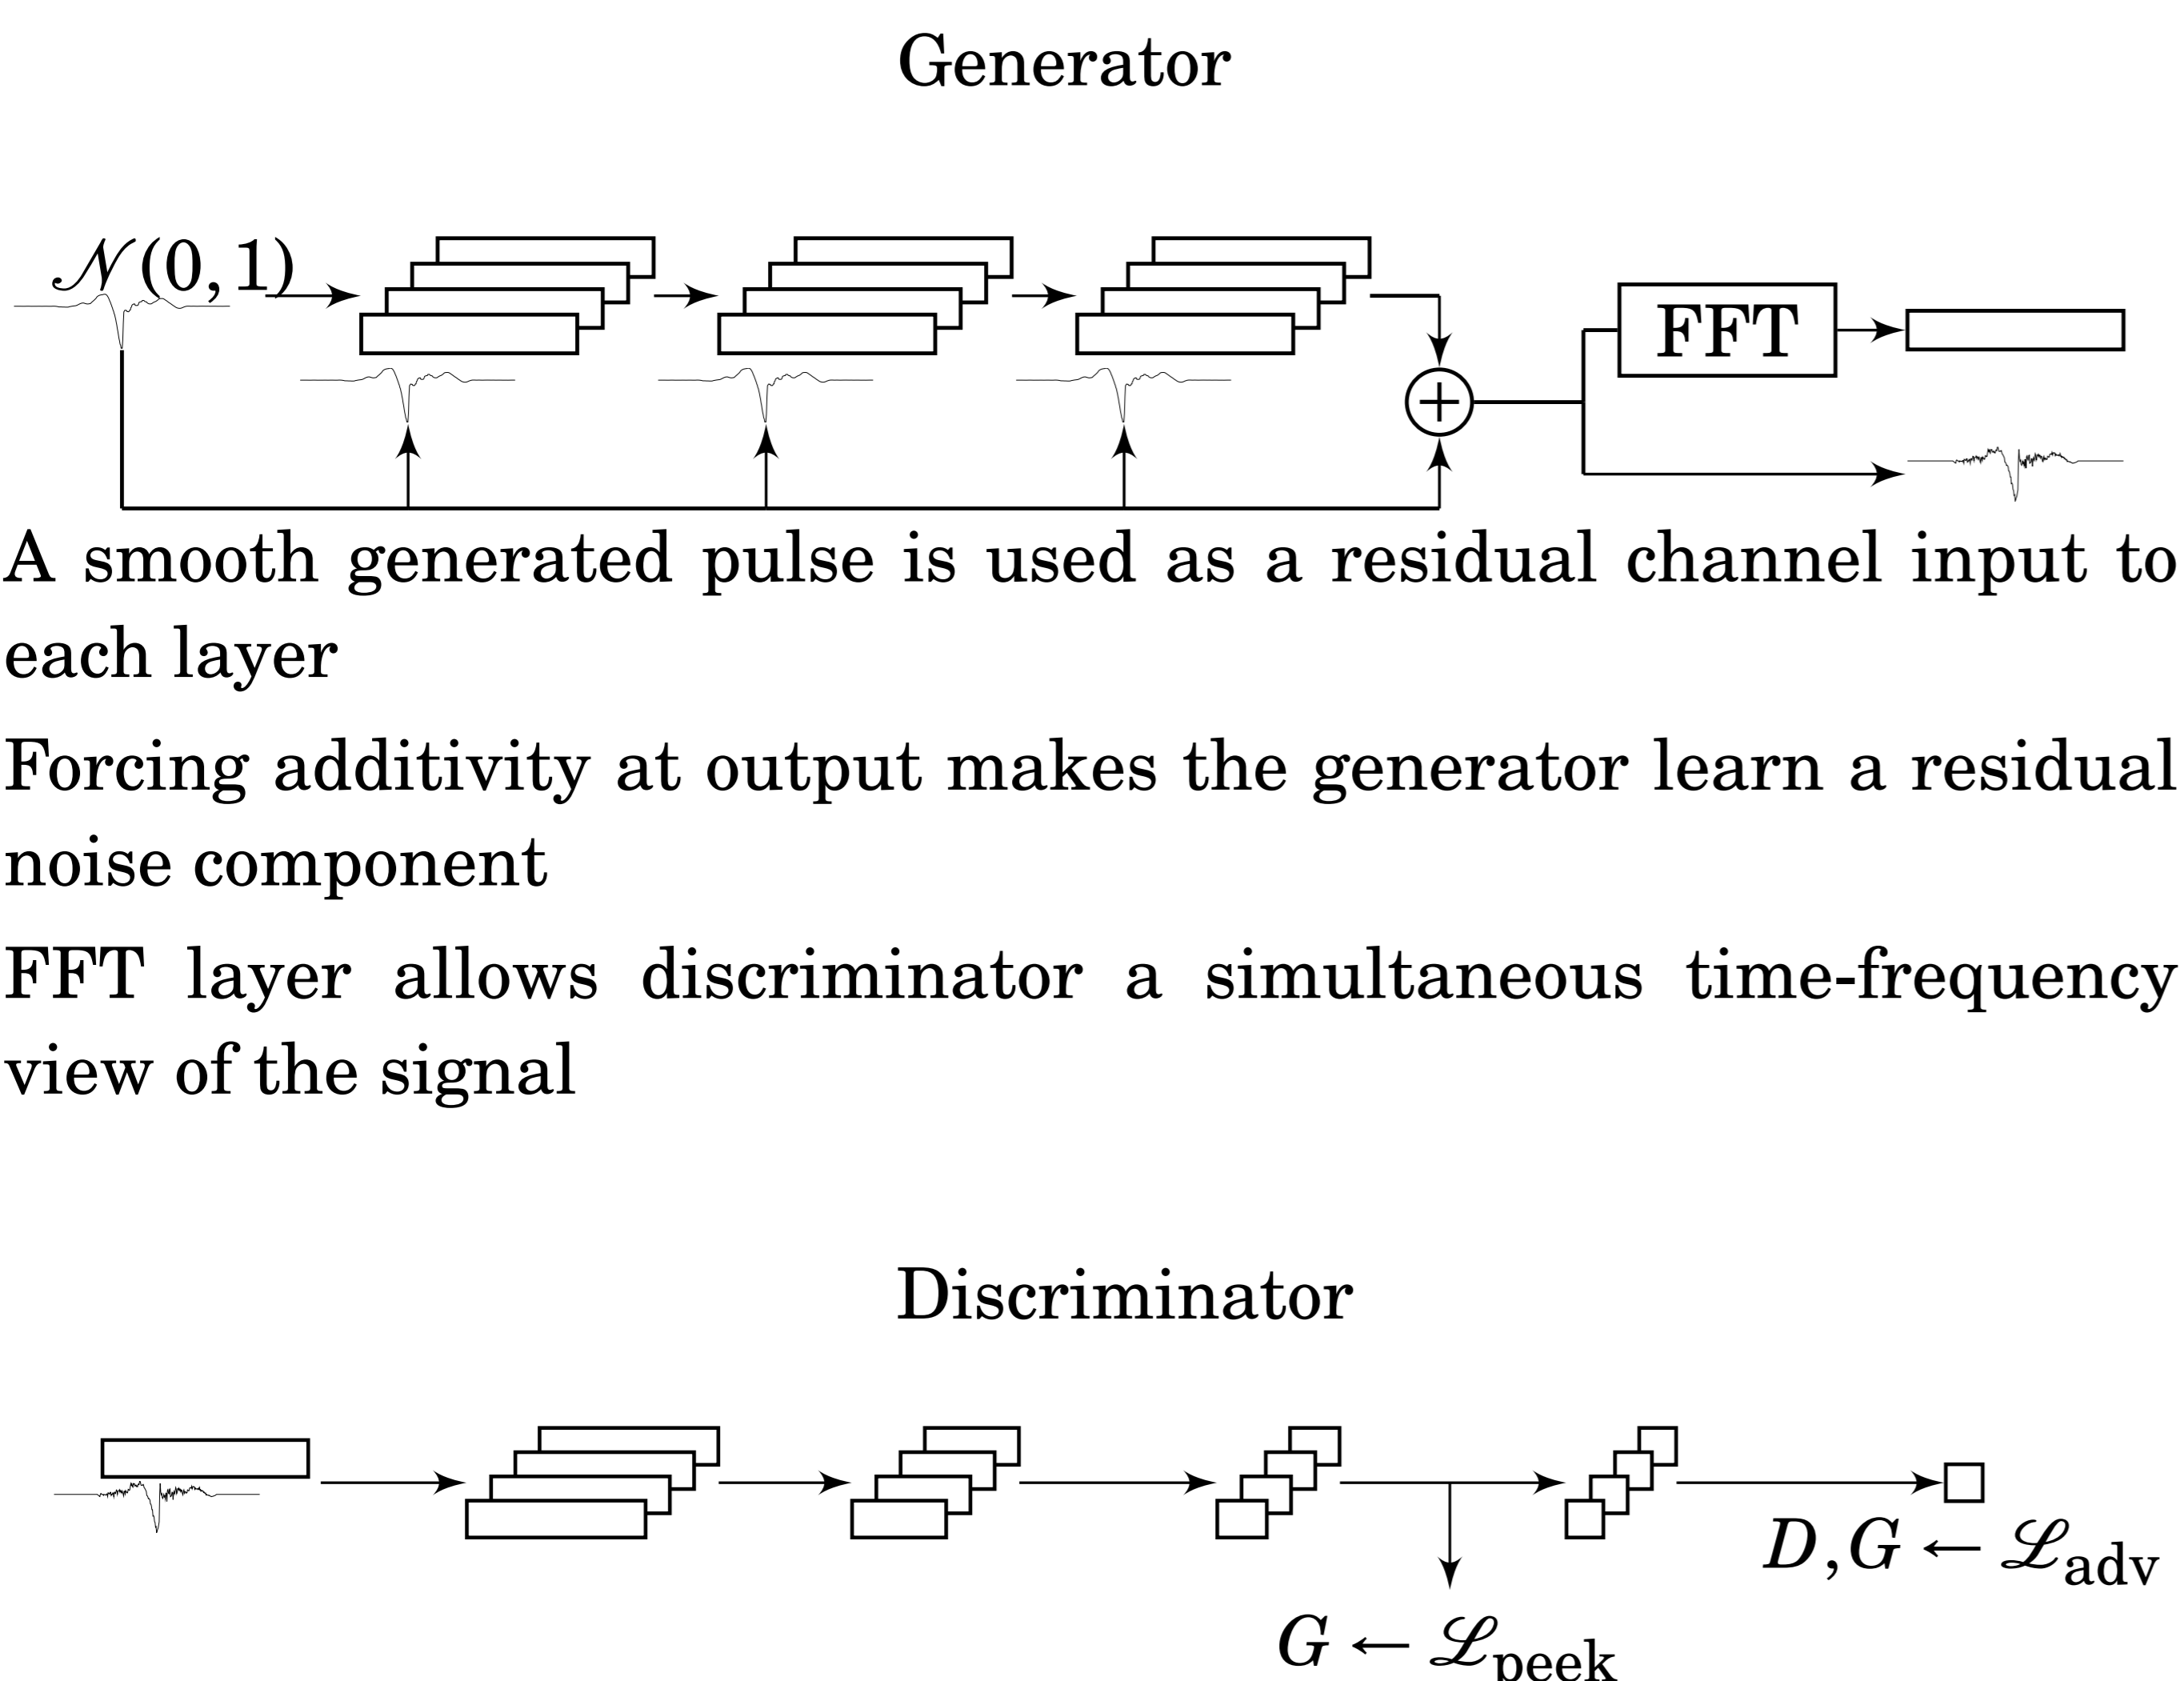 Generator
𝒩(0,1)
FFT
+
A smooth generated pulse is used as a residual channel input to
each layer
Forcing additivity at output makes the generator learn a residual
noise component
FFT layer allows discriminator a simultaneous time-frequency
view of the signal
Discriminator
D,G ← ℒadv
G ← ℒpeek